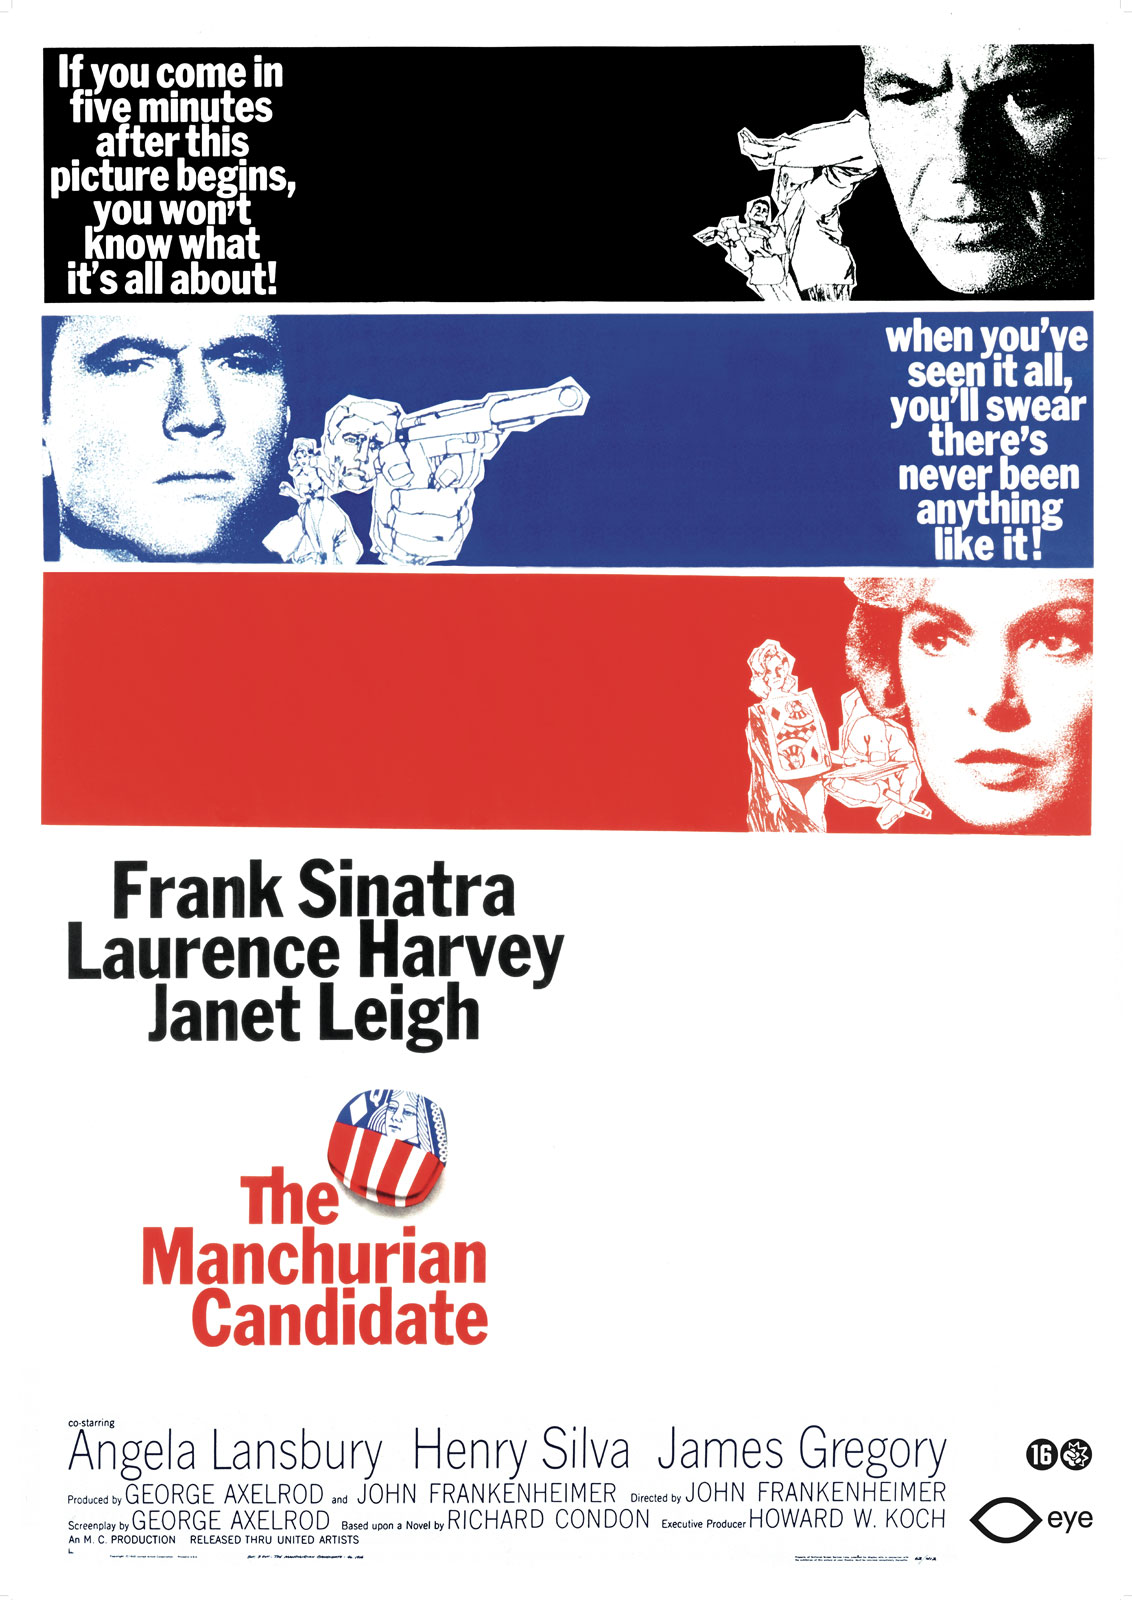 If you come in
five minutes
after this
picture begins,
you won't
know what
it's all about!
when you've
seen it all,
you'll swear
there's
never been
anything
like it!
Frank Sinatra
Laurence Harvey
Janet Leigh
Q
The
Manchurian
Candidate
co-starring
Angela Lansbury Henry Silva James Gregory
Produced by GEORGE AXELROD and JOHN FRANKENHEIMER Directed by JOHN FRANKENHEIMER
Screenplay by GEORGE AXELROD Based upon a Novel by RICHARD CONDON Executive Producer HOWARD W. KOCH
An M. C. PRODUCTION RELEASED THRU UNITED ARTISTS
16
eye